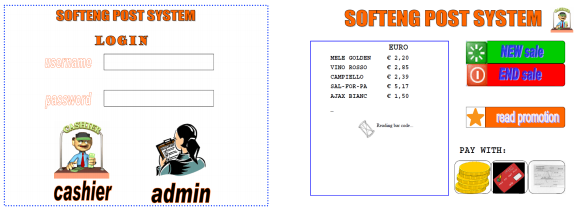 SOFTENG POST SYSTEM
LOGIN
username
password
CASHIER
cashier
admin
SOFTENG POST SYSTEM
EURO
MELE GOLDEN € 2,20
VINO ROSSO € 2,85
CAMPIELLO € 2,39
SAL-FOR-PA € 5,17
AJAX BIANC € 1,50
Reading bar code...
NEW sale
END sale
read promotion
PAY WITH: